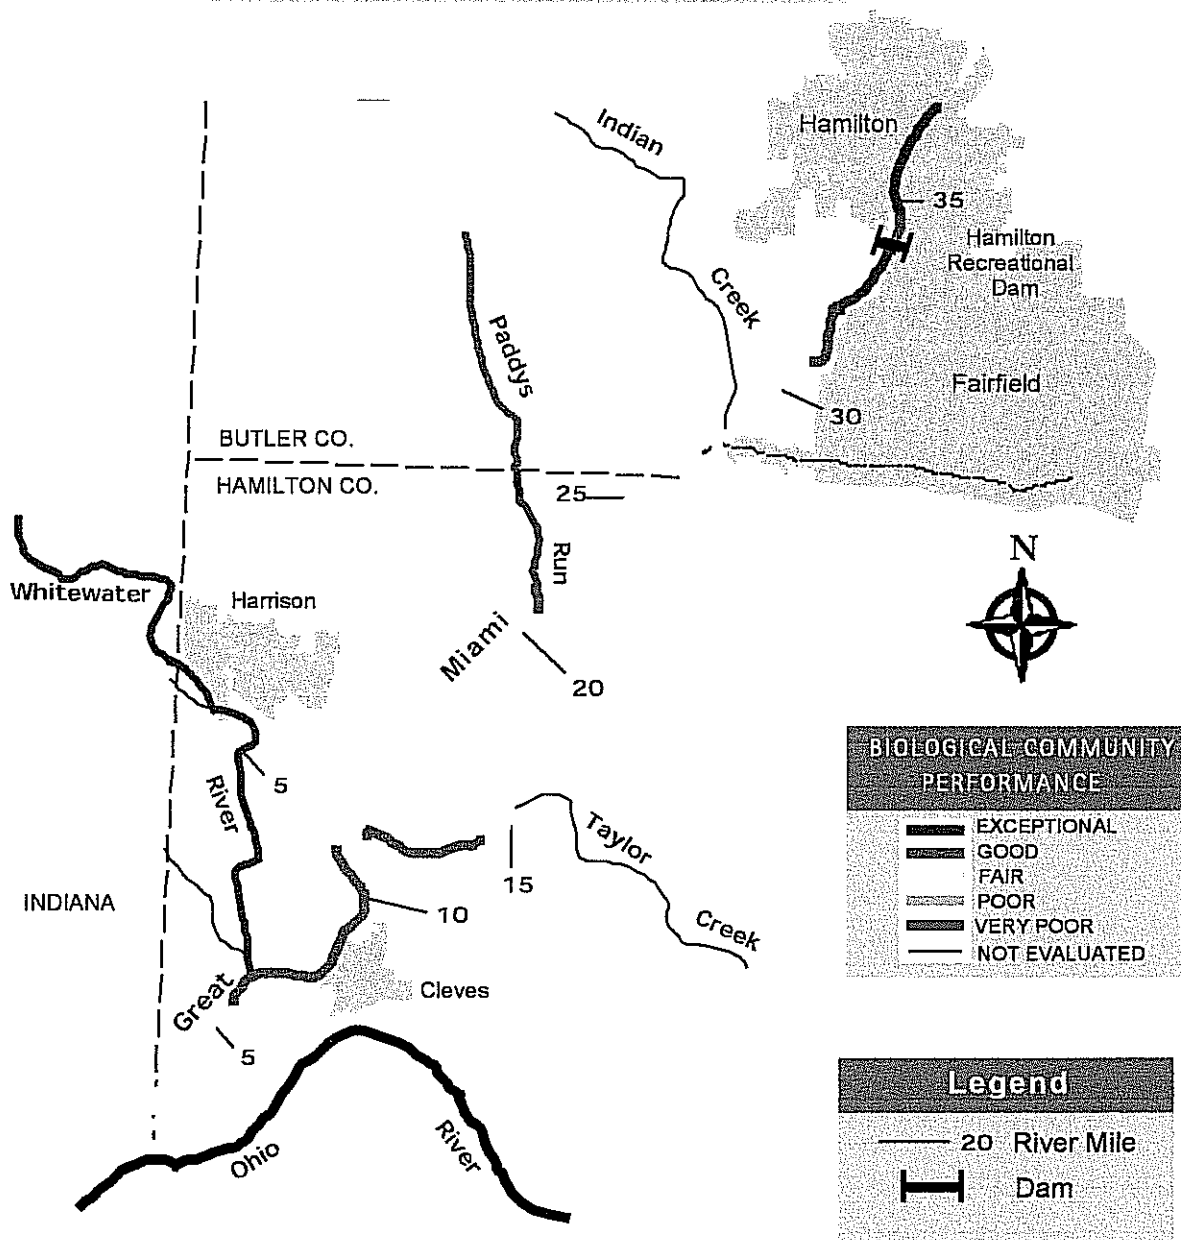 Indian
Creek
Hamilton
35
Hamilton
Recreational
Dam
Paddys
Run
Fairfield
30
BUTLER CO.
HAMILTON CO.
25
N
Whitewater
Harrison
Miami
20
5
River
BIOLOGICAL COMMUNITY
PERFORMANCE
EXCEPTIONAL
GOOD
FAIR
POOR
VERY POOR
NOT EVALUATED
Taylor
Creek
15
10
INDIANA
Great
Cleves
5
Ohio
River
Legend
20 River Mile
Dam